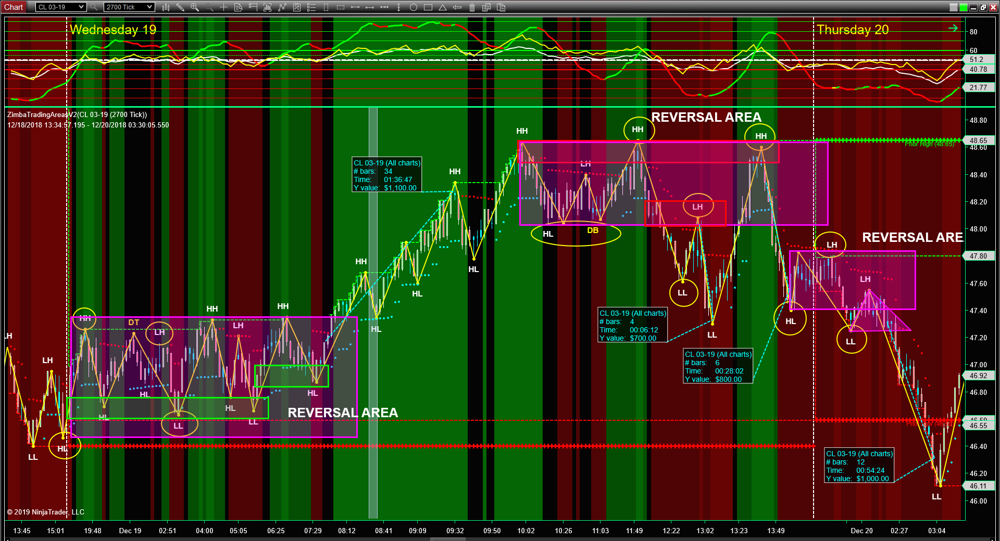 Chart
CL 03-19
2700 Tick
Wednesday 19
Thursday 20
80
60
51.2
40.78
21.77
ZimbaTradingAreasV2(CL 03-19 (2700 Tick))
12/18/2018 13:34:57.195 - 12/20/2018 03:30:05.550
REVERSAL AREA
HH
HH
HH
48.80
48.65
Prior High (48.65)
48.60
CL 03-19 (All charts)
# bars: 34
Time: 01:36:47
Y value: $1,100.00
HH
LH
48.40
48.20
LH
48.00
HL
DB
REVERSAL ARE
LH
47.80
HH
HL
47.60
LH
HL
LL
HH
HH
HH
DT
LH
LH
HL
CL 03-19 (All charts)
# bars: 4
Time: 00:06:12
Y value: $700.00
47.40
HL
LH
LL
LL
47.20
LH
CL 03-19 (All charts)
# bars: 6
Time: 00:28:02
Y value: $800.00
47.00
46.92
HL
HL
46.80
HL
HL
REVERSAL AREA
LL
LL
46.59
46.55
HL
LL
46.40
CL 03-19 (All charts)
# bars: 12
Time: 00:54:24
Y value: $1,000.00
46.20
46.11
LL
46.00
© 2019 NinjaTrader, LLC
13:45
15:01
19:48
Dec 19
02:51
04:00
05:05
06:25
07:29
08:12
08:41
09:09
09:32
09:50
10:02
10:26
11:03
11:49
12:22
13:02
13:23
13:49
Dec 20
02:27
03:04